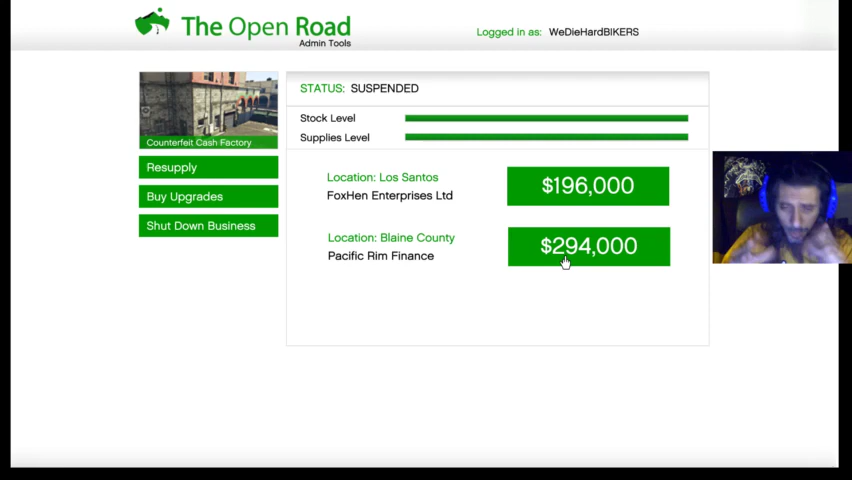 The Open Road
Admin Tools
Logged in as: WeDieHardBIKERS
Counterfeit Cash Factory
Resupply
Buy Upgrades
Shut Down Business
STATUS: SUSPENDED
Stock Level
Supplies Level
Location: Los Santos
FoxHen Enterprises Ltd
$196,000
Location: Blaine County
Pacific Rim Finance
$294,000